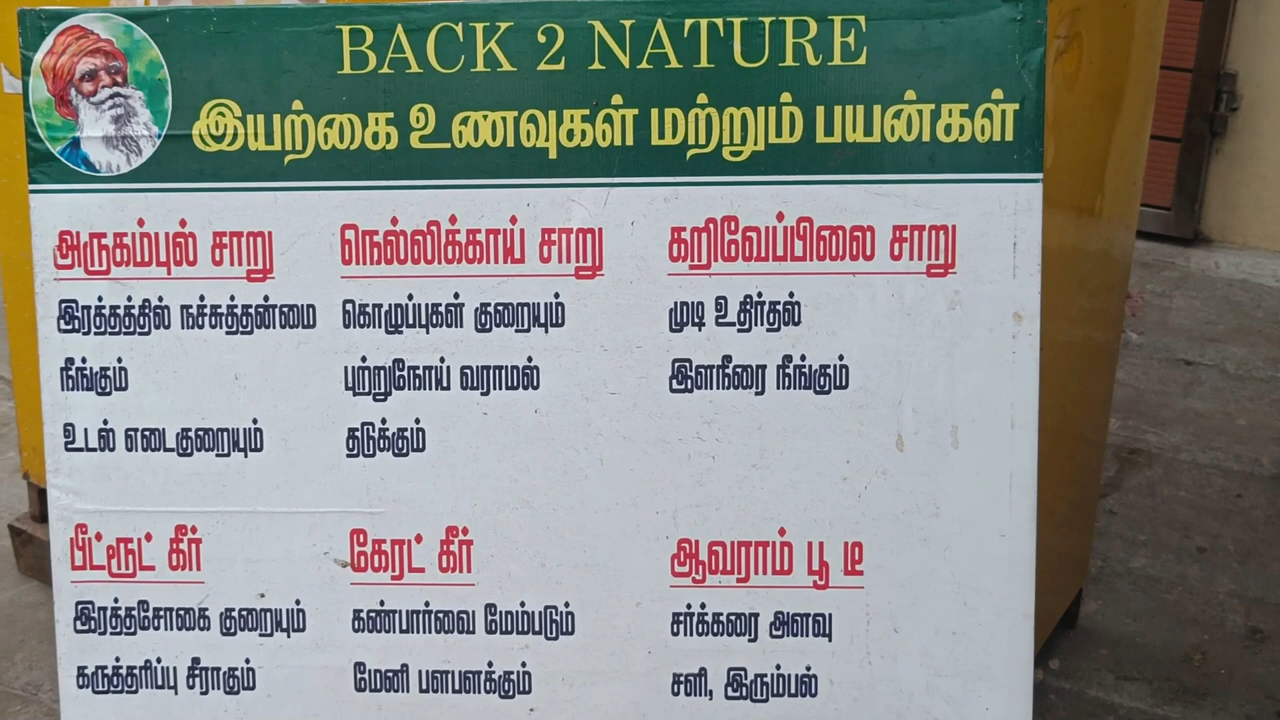 BACK 2 NATURE
இயற்கை உணவுகள் மற்றும் பயன்கள்
அருகம்புல் சாறு
இரத்தத்தில் நச்சுத்தன்மை
நீங்கும்
உடல் எடைகுறையும்
நெல்லிக்காய் சாறு
கொழுப்புகள் குறையும்
புற்றுநோய் வராமல்
தடுக்கும்
கறிவேப்பிலை சாறு
முடி உதிர்தல்
இளநீரை நீங்கும்
பீட்ரூட் கீர்
இரத்தசோகை குறையும்
கருத்தரிப்பு சீராகும்
கேரட் கீர்
கண்பார்வை மேம்படும்
மேனி பளபளக்கும்
ஆவராம் பூ டீ
சர்க்கரை அளவு
சளி, இரும்பல்